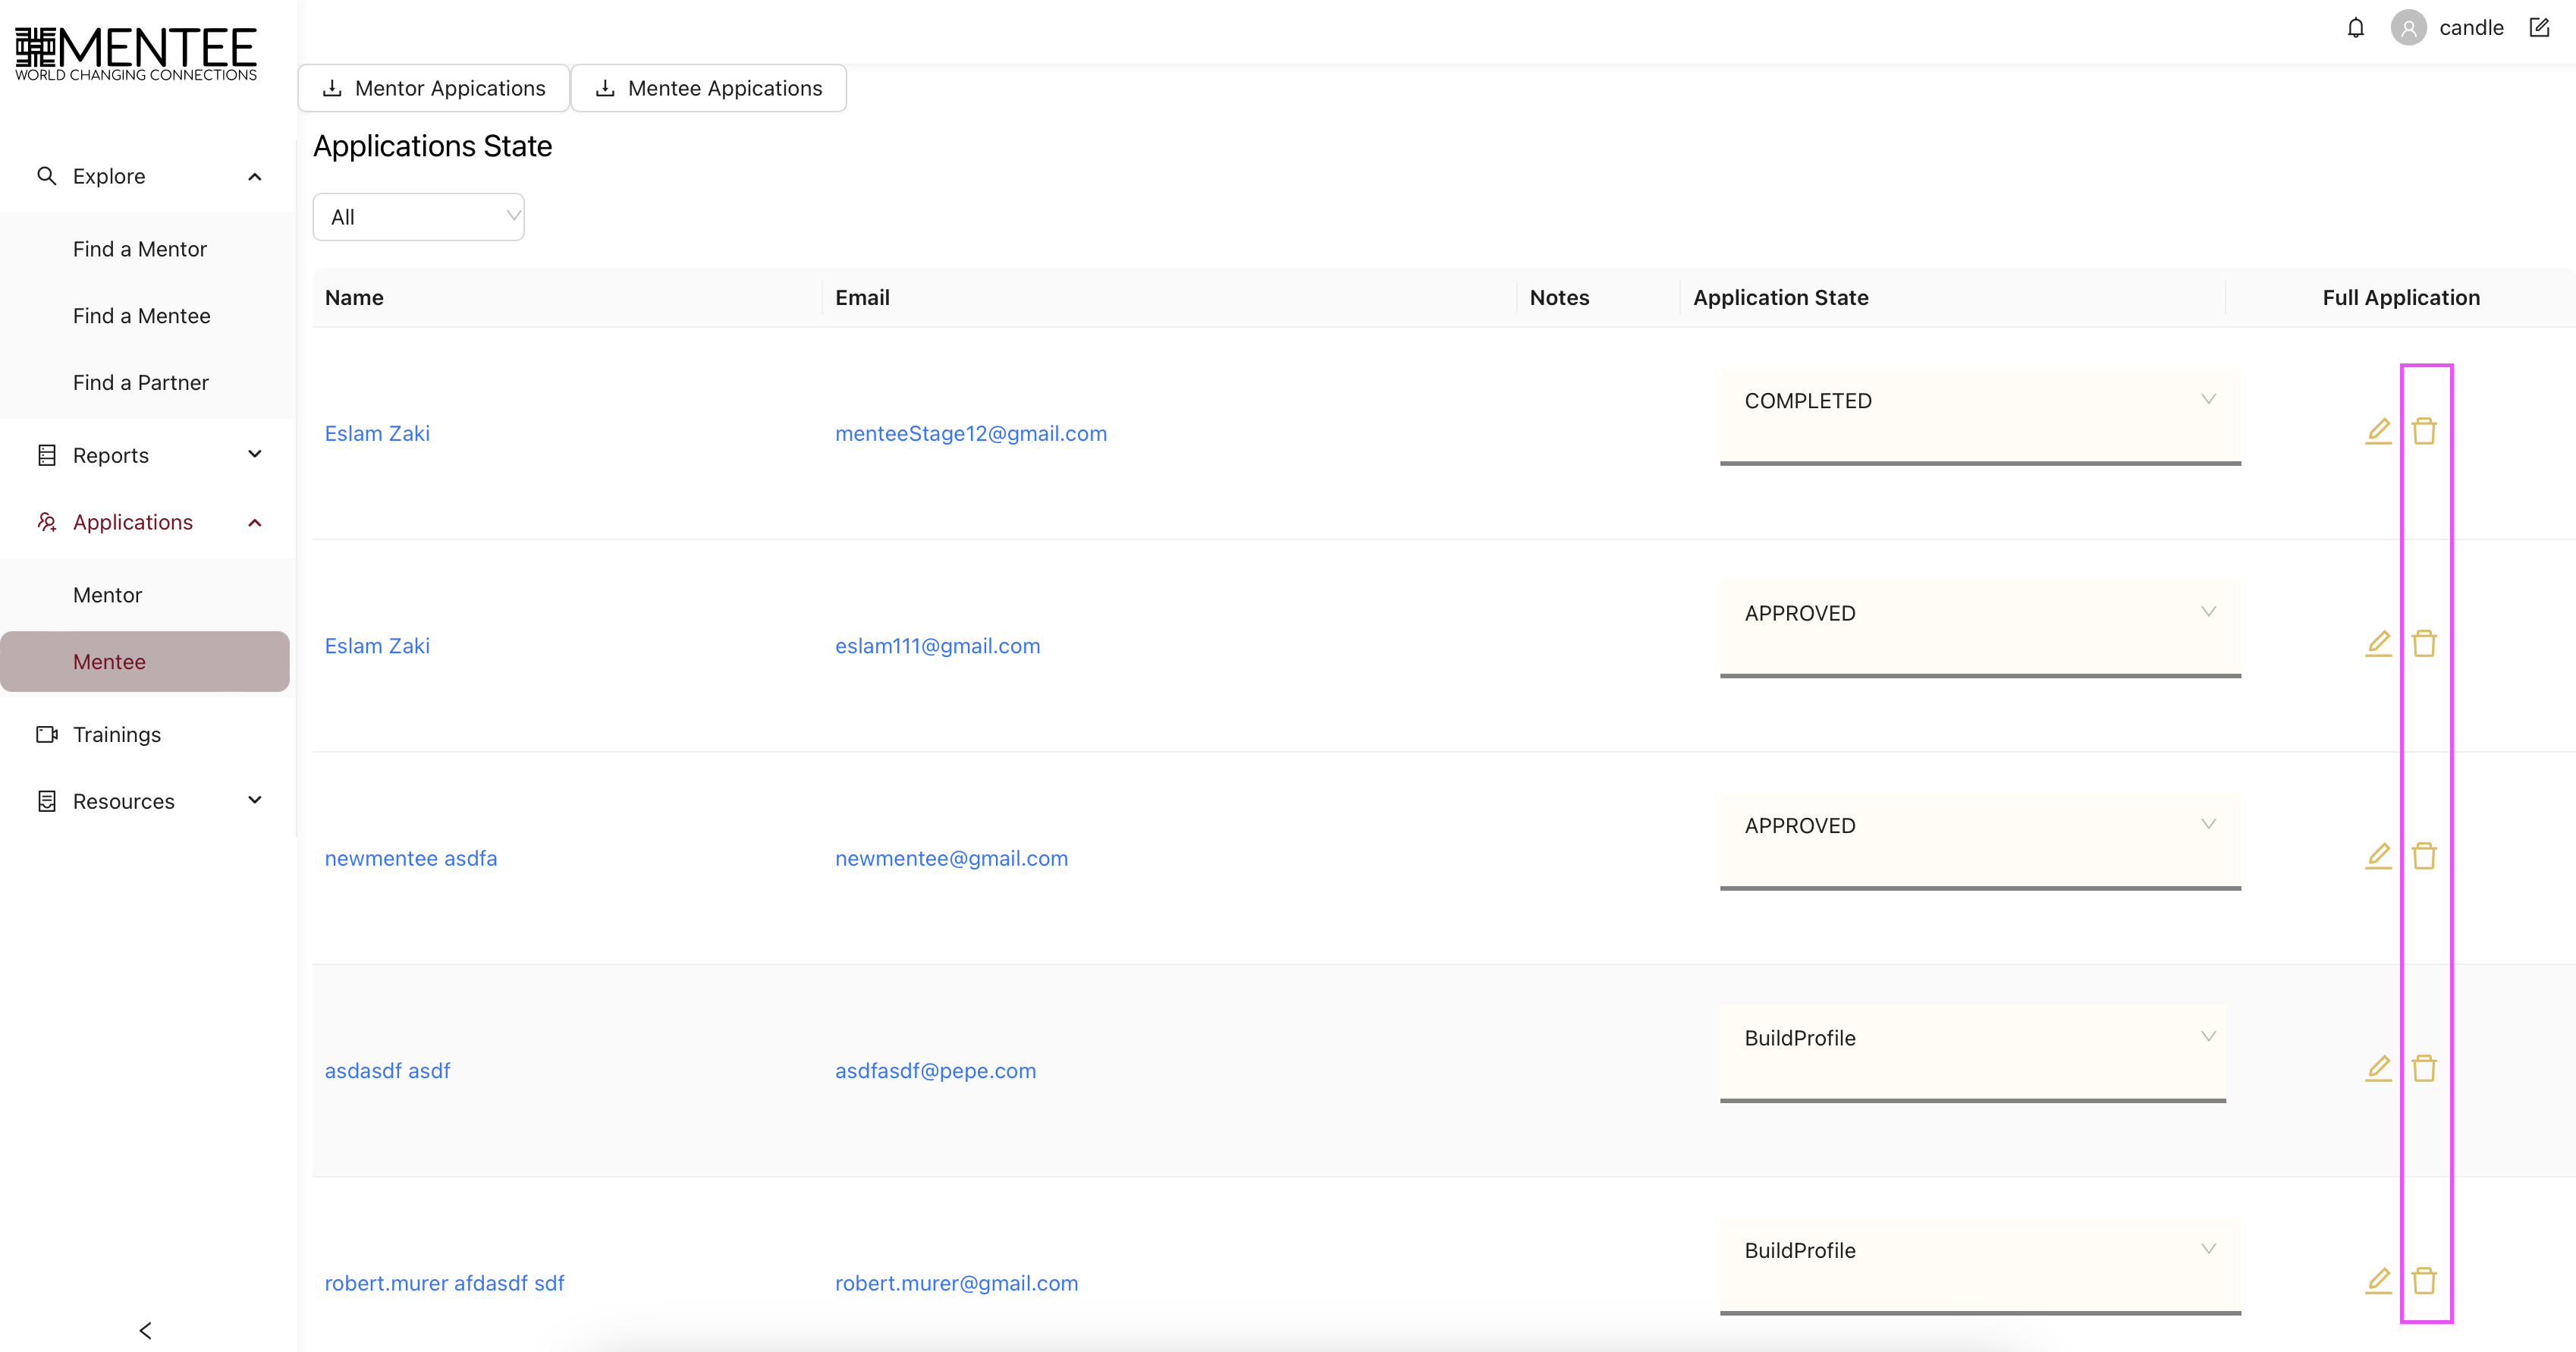 MENTEE
WORLD CHANGING CONNECTIONS
candle
Mentor Appications
Mentee Appications
Applications State
Explore
All
Find a Mentor
Find a Mentee
Find a Partner
Reports
Applications
Mentor
Mentee
Trainings
Resources
Name Email Notes Application State Full Application
Eslam Zaki menteeStage12@gmail.com COMPLETED
Eslam Zaki eslam111@gmail.com APPROVED
newmentee asdfa newmentee@gmail.com APPROVED
asdasdf asdf asdfasdf@pepe.com BuildProfile
robert.murer afdasdf sdf robert.murer@gmail.com BuildProfile